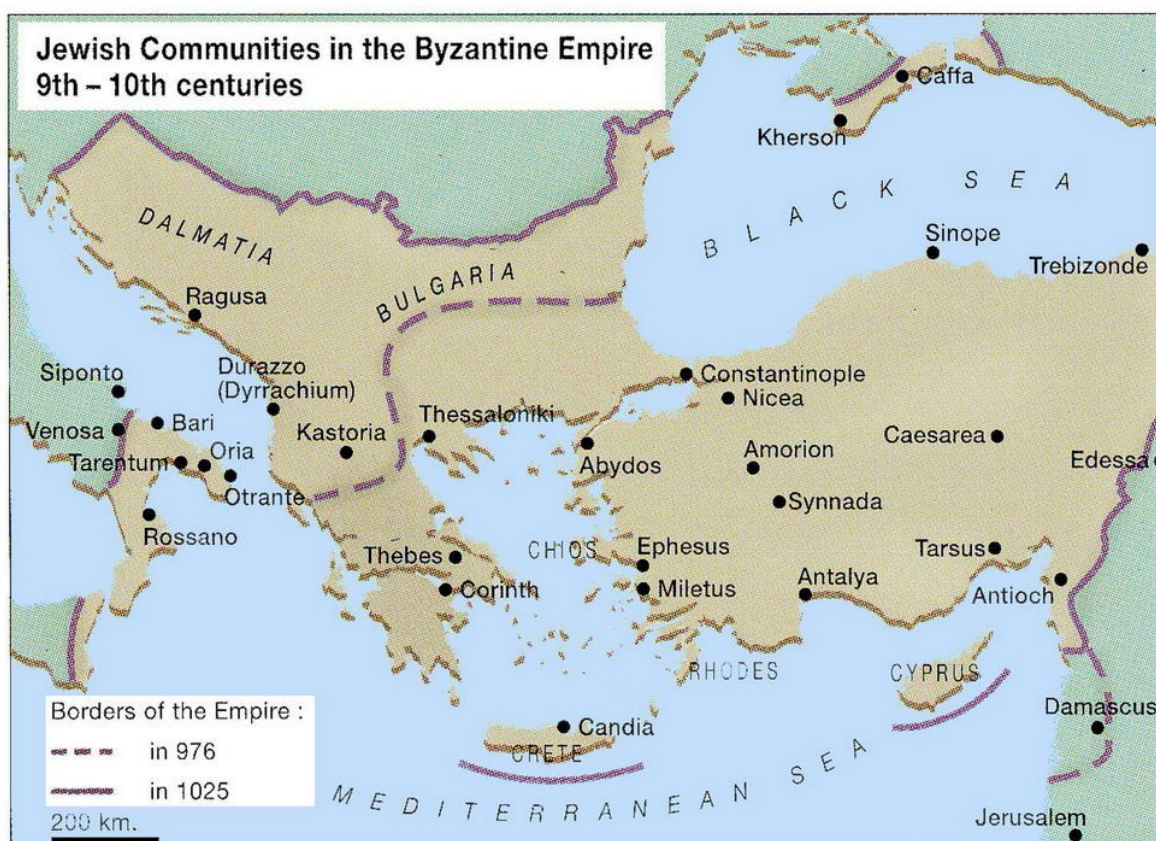 Jewish Communities in the Byzantine Empire
9th – 10th centuries
Caffa
Kherson
BLACK SEA
DALMATIA
Sinope
Trebizonde
BULGARIA
Ragusa
Durazzo
(Dyrrachium)
Siponto
Constantinople
Nicea
Bari
Venosa
Kastoria
Thessaloniki
Caesarea
Tarentum
Oria
Abydos
Amorion
Edessa
Otrante
Synnada
Rossano
Thebes
CHIOS
Ephesus
Tarsus
Corinth
Miletus
Antalya
Antioch
RHODES
CYPRUS
Borders of the Empire :
in 976
in 1025
200 km.
Candia
CRETE
Damascus
MEDITERRANEAN SEA
Jerusalem